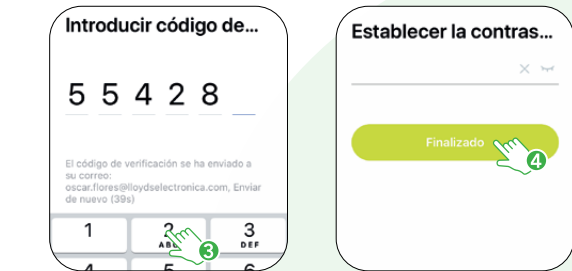 Introducir código de...
5 5 4 2 8
El código de verificación se ha enviado a
su correo:
oscar.flores@lloydselectronica.com, Enviar
de nuevo (39s)
1 2 3
ABC DEF
3
4 5 6
Establecer la contras...
Finalizado
4